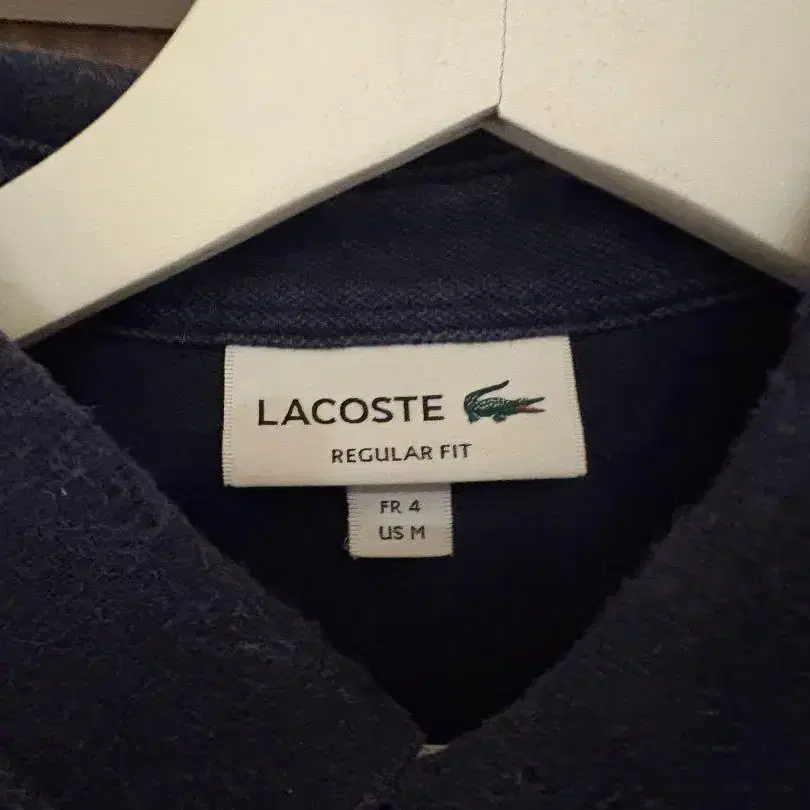 LACOSTE
REGULAR FIT
FR 4
US M